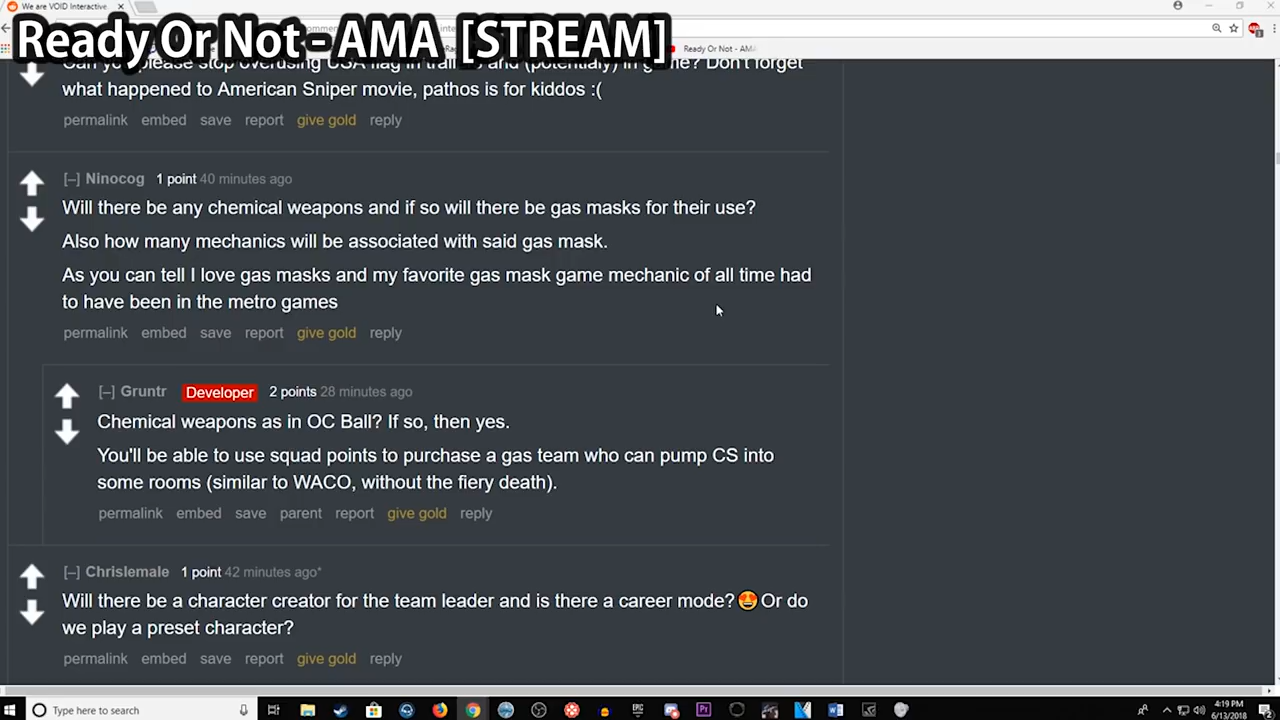 We are VOID Interactive.
Ready Or Not - AMA [STREAM]
Ready Or Not - AMA
what happened to American Sniper movie, pathos is for kiddos :(
permalink embed save report give gold reply
[–] Ninocog 1 point 40 minutes ago
Will there be any chemical weapons and if so will there be gas masks for their use?
Also how many mechanics will be associated with said gas mask.
As you can tell I love gas masks and my favorite gas mask game mechanic of all time had
to have been in the metro games
permalink embed save report give gold reply
[–] Gruntr Developer 2 points 28 minutes ago
Chemical weapons as in OC Ball? If so, then yes.
You'll be able to use squad points to purchase a gas team who can pump CS into
some rooms (similar to WACO, without the fiery death).
permalink embed save parent report give gold reply
[–] Chrislemale 1 point 42 minutes ago*
Will there be a character creator for the team leader and is there a career mode?😍Or do
we play a preset character?
permalink embed save report give gold reply
Type here to search
4:19 PM
6/13/2018